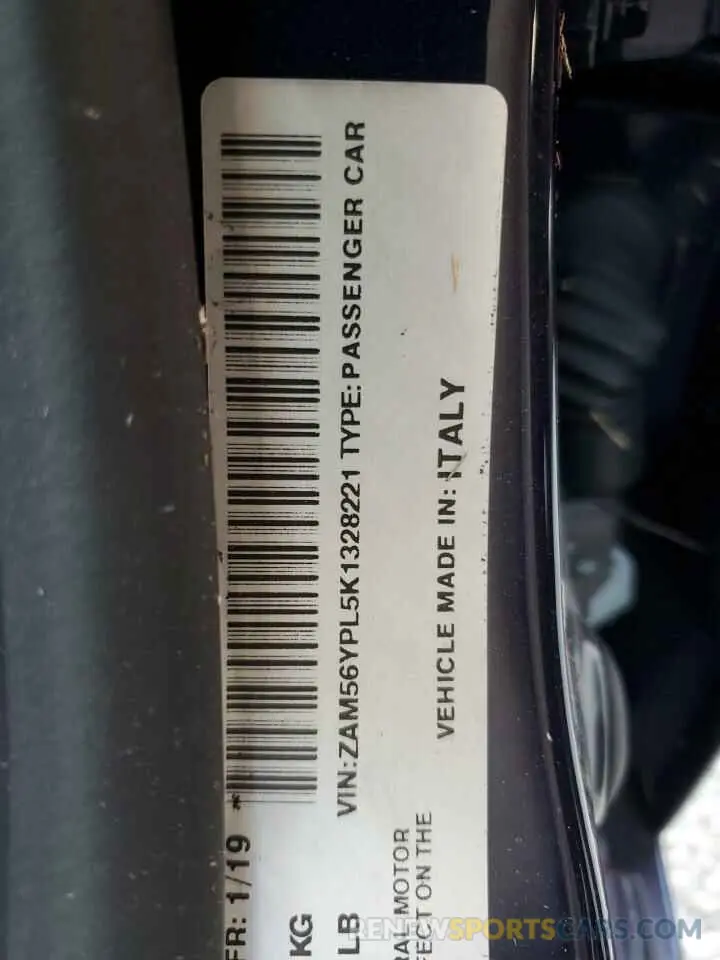 VIN: ZAM56YPL5K1328221 TYPE: PASSENGER CAR
VEHICLE MADE IN: ITALY
FR: 1/19
KG
LB
RAL MOTOR
FECT ON THE
RENEWSPORTSCARS.COM